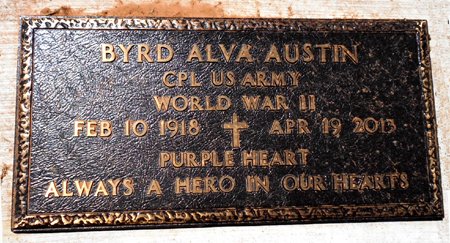 BYRD ALVA AUSTIN
CPL US ARMY
WORLD WAR II
FEB 10 1918 APR 19 2013
PURPLE HEART
ALWAYS A HERO IN OUR HEARTS